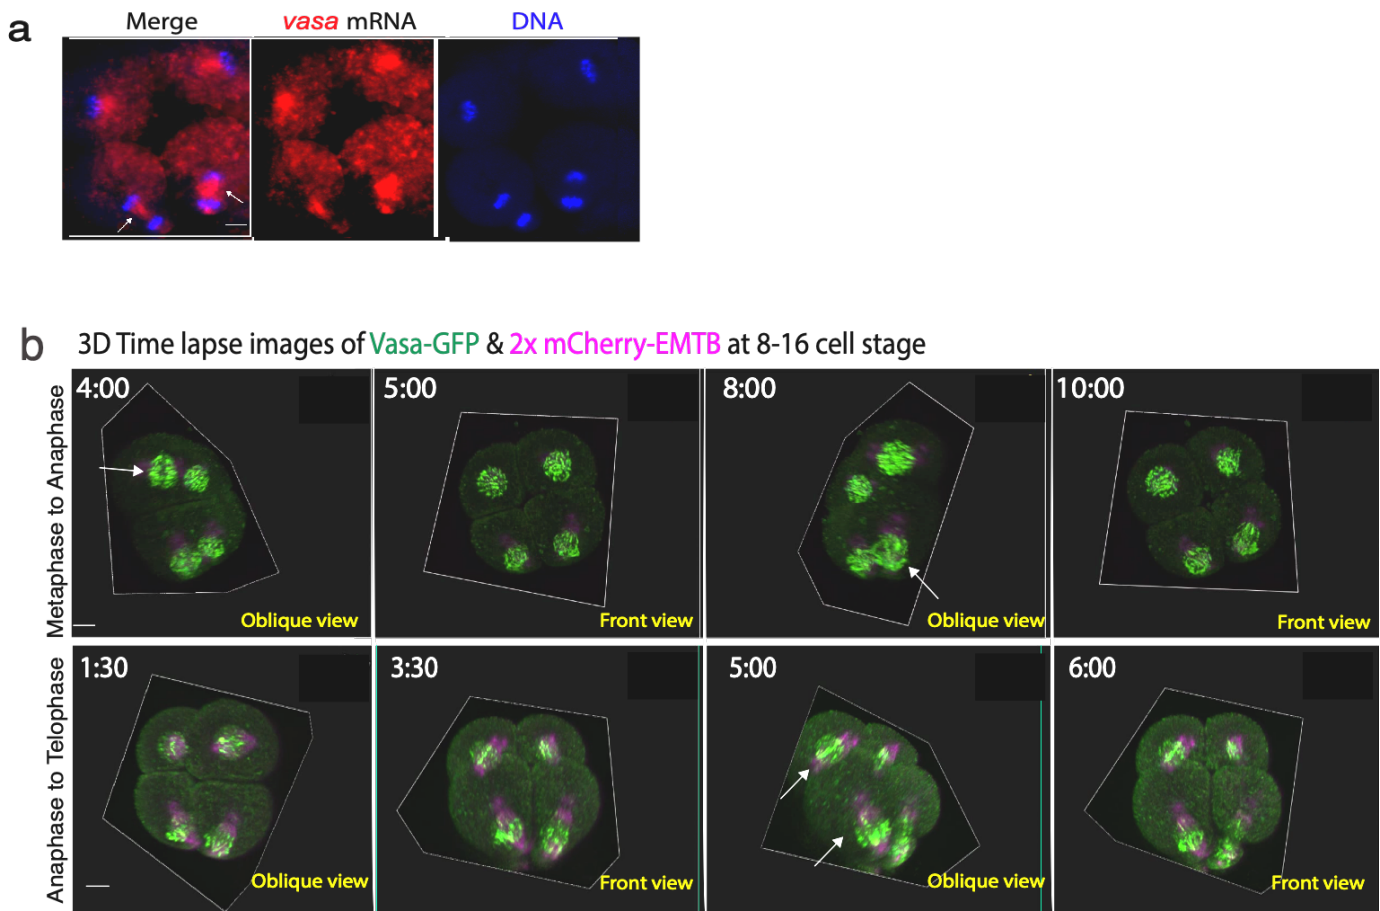 a
Merge
vasa mRNA
DNA
b
3D Time lapse images of Vasa-GFP & 2x mCherry-EMTB at 8-16 cell stage
Metaphase to Anaphase
4:00
Oblique view
5:00
Front view
8:00
Oblique view
10:00
Front view
Anaphase to Telophase
1:30
Oblique view
3:30
Front view
5:00
Oblique view
6:00
Front view